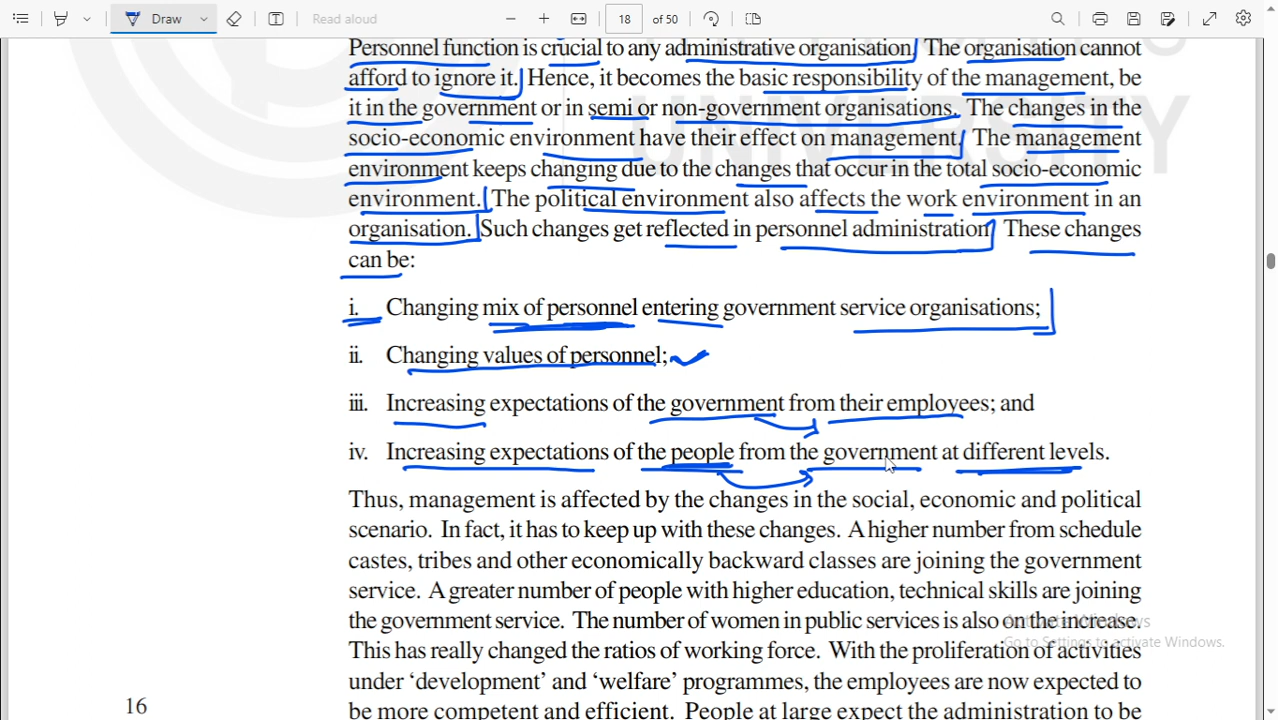 Draw
Read aloud
18 of 50
Personnel function is crucial to any administrative organisation. The organisation cannot
afford to ignore it. Hence, it becomes the basic responsibility of the management, be
it in the government or in semi or non-government organisations. The changes in the
socio-economic environment have their effect on management. The management
environment keeps changing due to the changes that occur in the total socio-economic
environment. The political environment also affects the work environment in an
organisation. Such changes get reflected in personnel administration. These changes
can be:
i. Changing mix of personnel entering government service organisations;
ii. Changing values of personnel;
iii. Increasing expectations of the government from their employees; and
iv. Increasing expectations of the people from the government at different levels.
Thus, management is affected by the changes in the social, economic and political
scenario. In fact, it has to keep up with these changes. A higher number from schedule
castes, tribes and other economically backward classes are joining the government
service. A greater number of people with higher education, technical skills are joining
the government service. The number of women in public services is also on the increase.
This has really changed the ratios of working force. With the proliferation of activities
under ‘development’ and ‘welfare’ programmes, the employees are now expected to
be more competent and efficient. People at large expect the administration to be
16
UNIVERSITY
Activate Windows
Go to Settings to activate Windows.